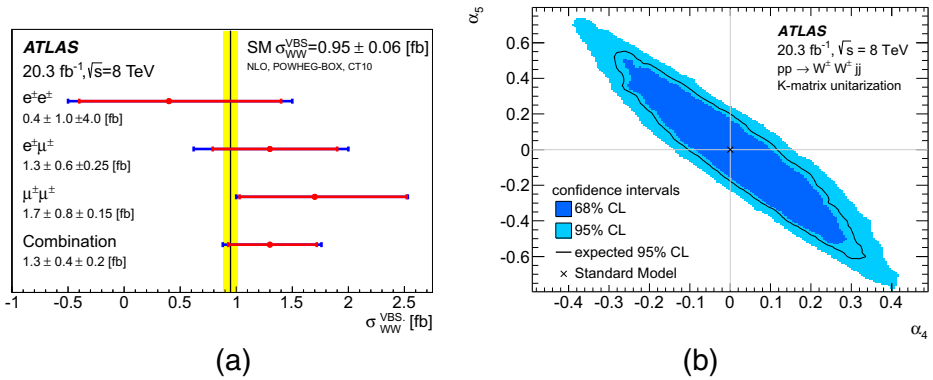 ATLAS
20.3 fb⁻¹,√s=8 TeV
SM σ_WW^VBS=0.95 ± 0.06 [fb]
NLO, POWHEG-BOX, CT10
e±e±
0.4 ± 1.0±4.0 [fb]
e±μ±
1.3 ± 0.6 ±0.25 [fb]
μ±μ±
1.7 ± 0.8 ± 0.15 [fb]
Combination
1.3 ± 0.4 ± 0.2 [fb]
-1 -0.5 0 0.5 1 1.5 2 2.5
σ_WW^VBS. [fb]
(a)
α₅
ATLAS
20.3 fb⁻¹, √s = 8 TeV
pp → W± W± jj
K-matrix unitarization
0.6
0.4
0.2
0
-0.2
-0.4
-0.6
confidence intervals
68% CL
95% CL
expected 95% CL
Standard Model
-0.4 -0.3 -0.2 -0.1 0 0.1 0.2 0.3 0.4
α₄
(b)